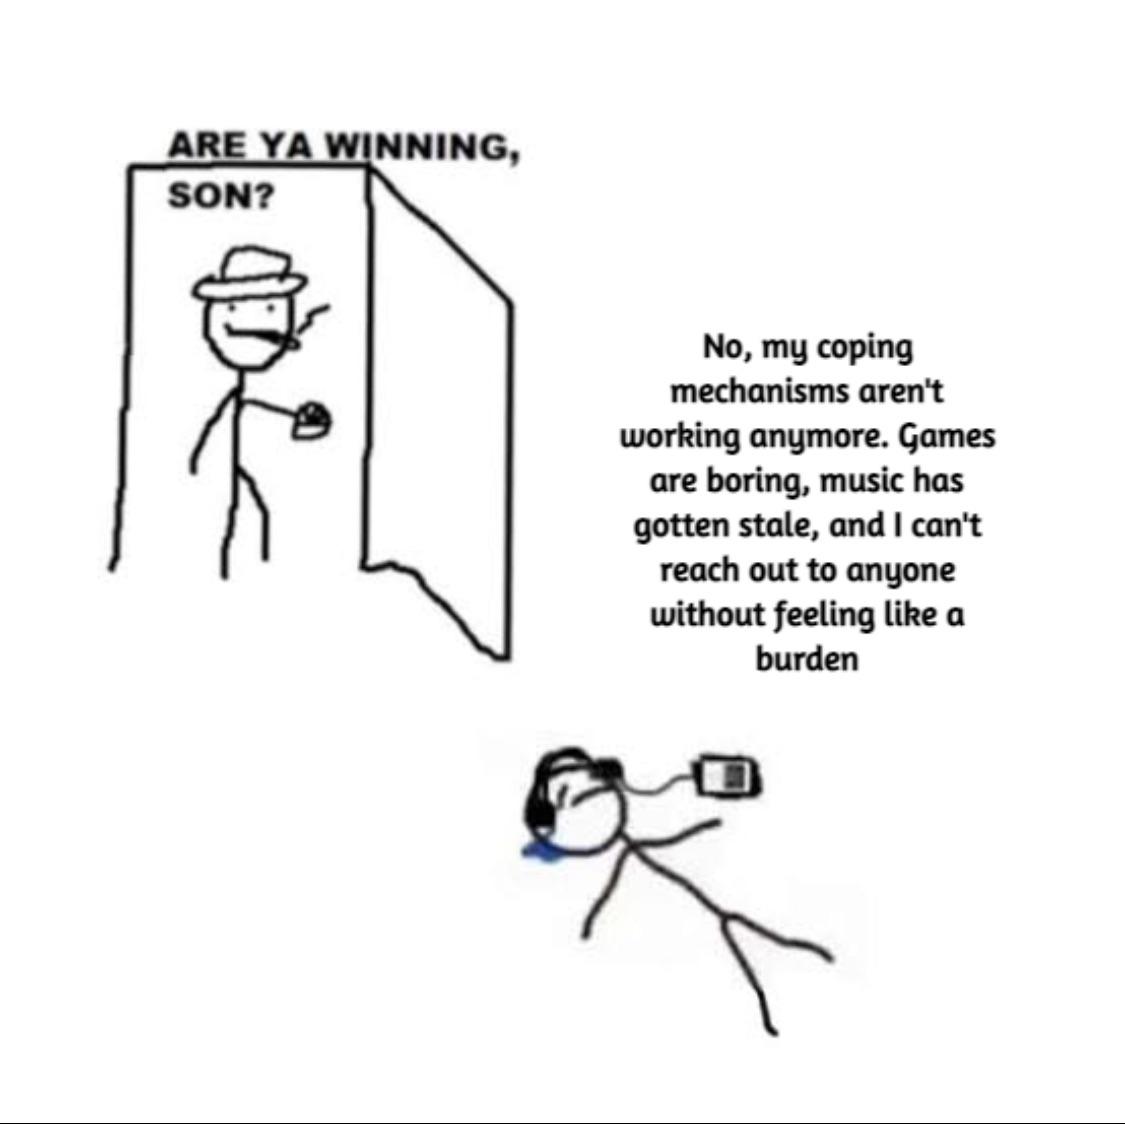 ARE YA WINNING,
SON?
No, my coping
mechanisms aren't
working anymore. Games
are boring, music has
gotten stale, and I can't
reach out to anyone
without feeling like a
burden